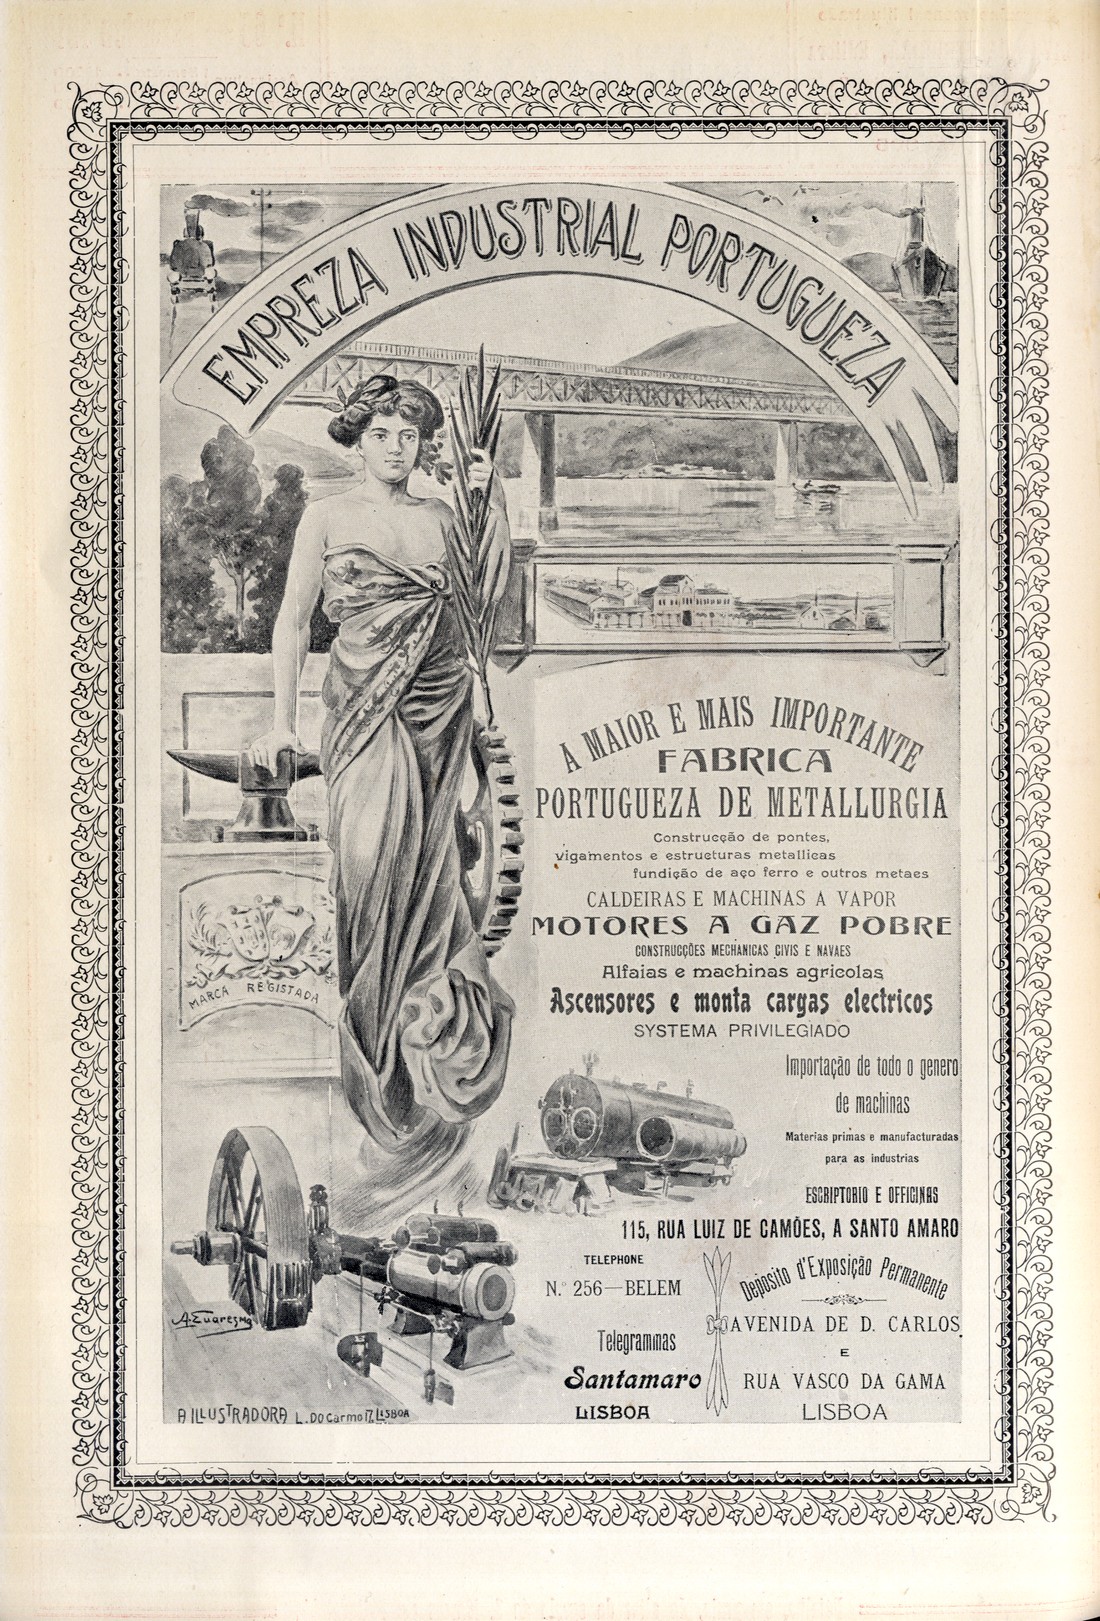 EMPREZA INDUSTRIAL PORTUGUEZA
A MAIOR E MAIS IMPORTANTE
FABRICA
PORTUGUEZA DE METALLURGIA
Construcção de pontes,
vigamentos e estructuras metallicas
fundição de aço ferro e outros metaes
CALDEIRAS E MACHINAS A VAPOR
MOTORES A GAZ POBRE
CONSTRUCÇÕES MECHANICAS CIVIS E NAVAES
Alfaias e machinas agricolas
Ascensores e monta cargas electricos
SYSTEMA PRIVILEGIADO
MARCA REGISTADA
Importação de todo o genero
de machinas
Materias primas e manufacturadas
para as industrias
ESCRIPTORIO E OFFICINAS
115, RUA LUIZ DE CAMÕES, A SANTO AMARO
TELEPHONE
N.º 256—BELEM
Telegrammas
Santamaro
LISBOA
Deposito d'Exposição Permanente
AVENIDA DE D. CARLOS
E
RUA VASCO DA GAMA
LISBOA
A ILLUSTRADORA L. DO Carmo 17, LISBOA